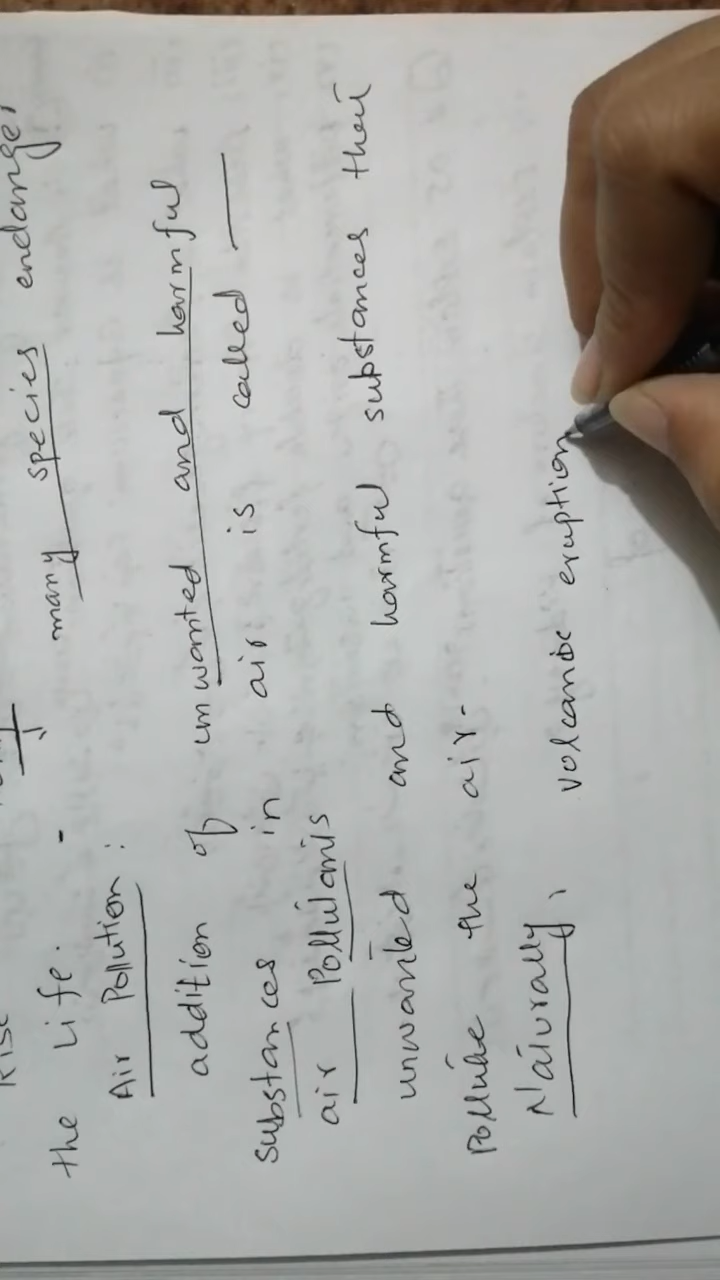 the Life. - many species endanger
Air Pollution :
addition of unwanted and harmful
substances in air is called —
air Pollutants
unwanted and harmful substances that
Pollute the air-
Naturally, volcanic eruption